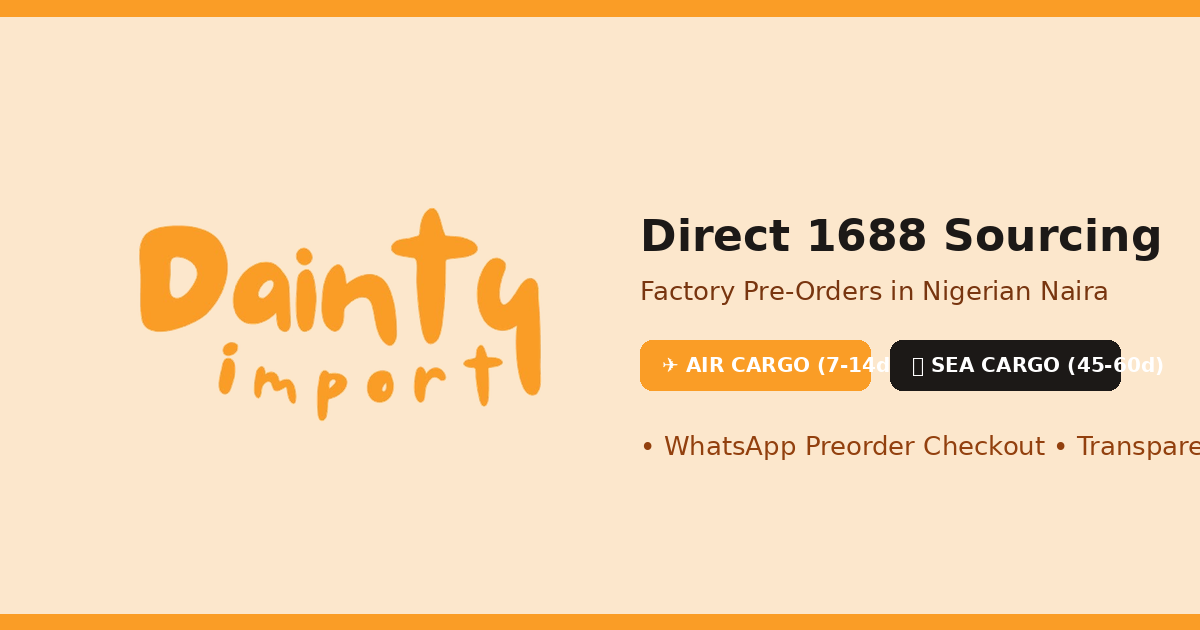 Dainty
import
Direct 1688 Sourcing
Factory Pre-Orders in Nigerian Naira
✈ AIR CARGO (7-14d
SEA CARGO (45-60d)
• WhatsApp Preorder Checkout • Transpare